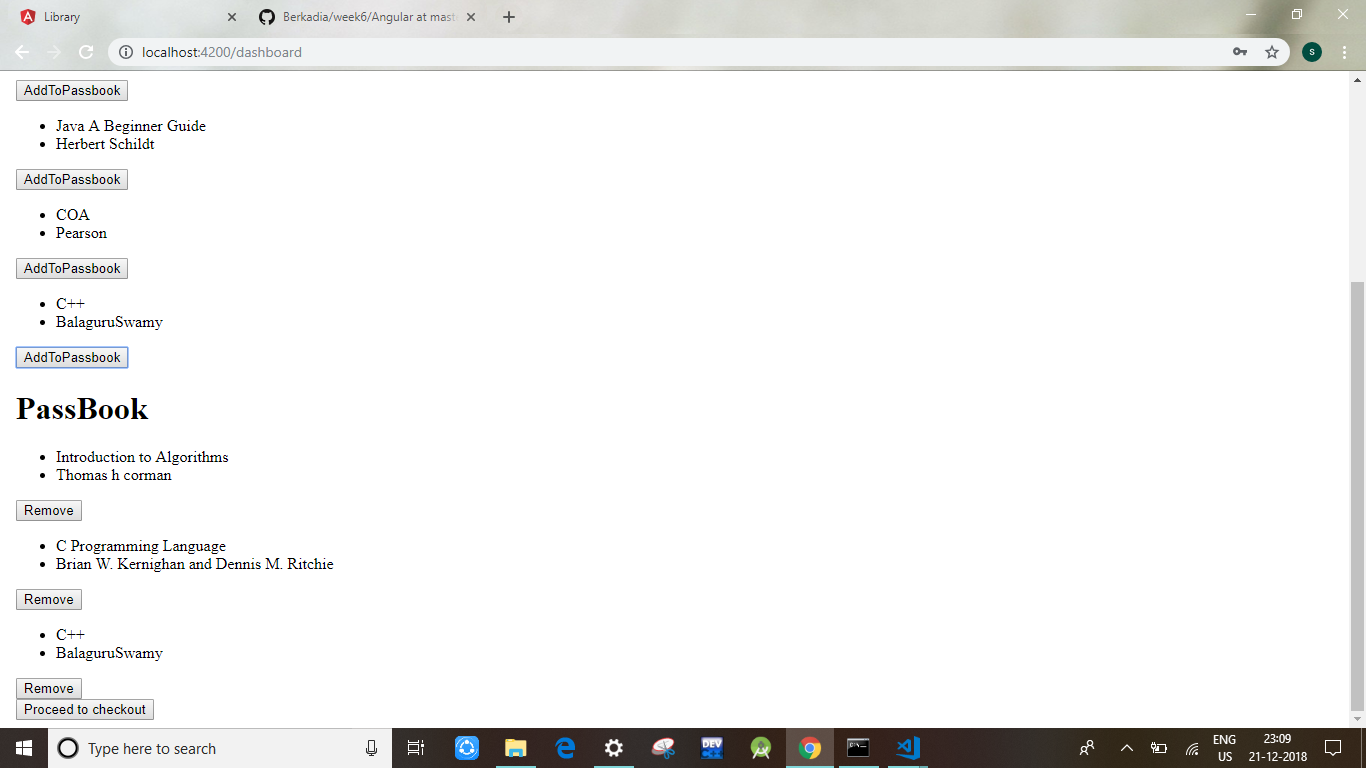 Library
Berkadia/week6/Angular at mast
localhost:4200/dashboard
s
AddToPassbook
Java A Beginner Guide
Herbert Schildt
AddToPassbook
COA
Pearson
AddToPassbook
C++
BalaguruSwamy
AddToPassbook
PassBook
Introduction to Algorithms
Thomas h corman
Remove
C Programming Language
Brian W. Kernighan and Dennis M. Ritchie
Remove
C++
BalaguruSwamy
Remove
Proceed to checkout
Type here to search
DEV
ENG
US
23:09
21-12-2018